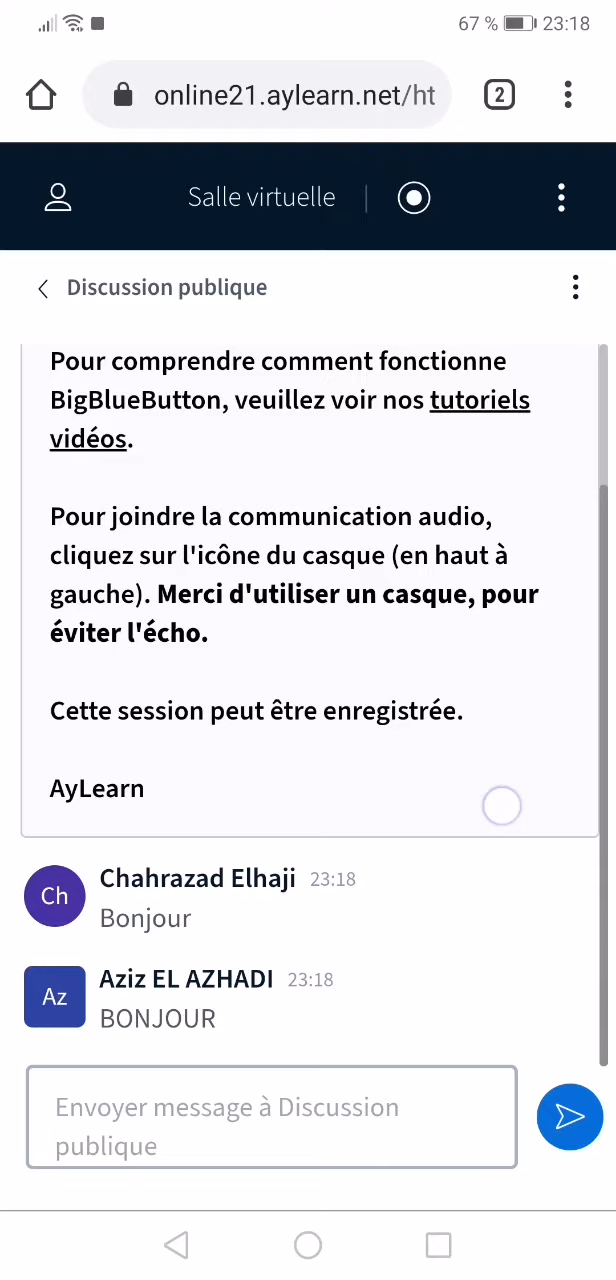 67 % 23:18
online21.aylearn.net/ht
2
Salle virtuelle
Discussion publique
Pour comprendre comment fonctionne
BigBlueButton, veuillez voir nos tutoriels
vidéos.
Pour joindre la communication audio,
cliquez sur l'icône du casque (en haut à
gauche). Merci d'utiliser un casque, pour
éviter l'écho.
Cette session peut être enregistrée.
AyLearn
Ch
Chahrazad Elhaji 23:18
Bonjour
Az
Aziz EL AZHADI 23:18
BONJOUR
Envoyer message à Discussion
publique